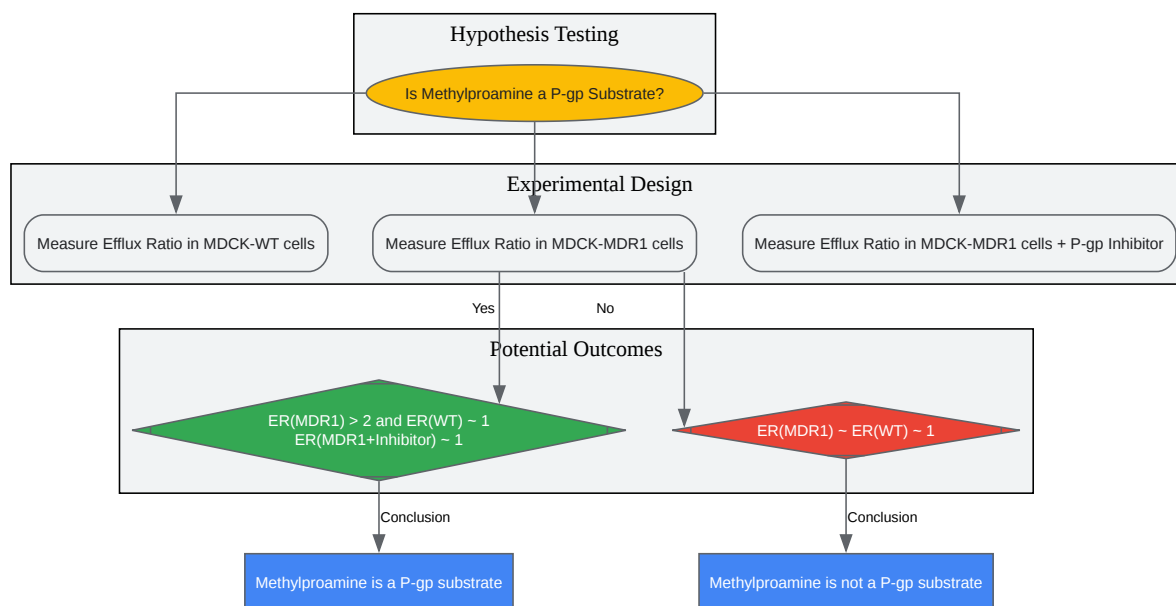 Hypothesis Testing
Is Methylproamine a P-gp Substrate?
Experimental Design
Measure Efflux Ratio in MDCK-WT cells
Measure Efflux Ratio in MDCK-MDR1 cells
Measure Efflux Ratio in MDCK-MDR1 cells + P-gp Inhibitor
Yes
No
Potential Outcomes
ER(MDR1) > 2 and ER(WT) ~ 1
ER(MDR1+Inhibitor) ~ 1
ER(MDR1) ~ ER(WT) ~ 1
Conclusion
Conclusion
Methylproamine is a P-gp substrate
Methylproamine is not a P-gp substrate